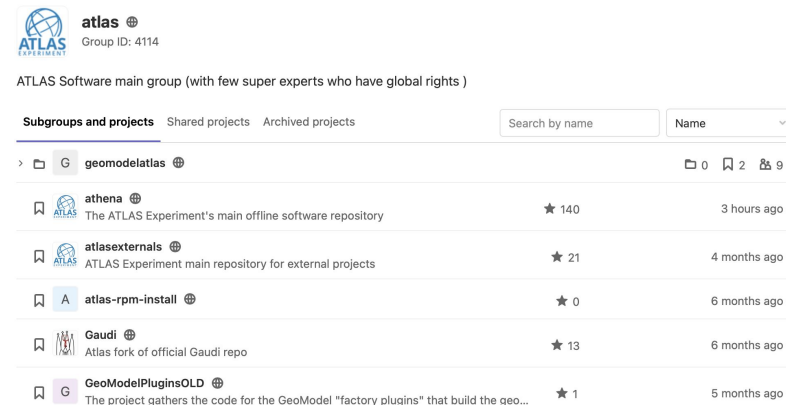 ATLAS
EXPERIMENT
atlas
Group ID: 4114
ATLAS Software main group (with few super experts who have global rights )
Subgroups and projects Shared projects Archived projects Search by name Name
G geomodelatlas 0 2 9
ATLAS
EXPERIMENT
athena
The ATLAS Experiment's main offline software repository 140 3 hours ago
ATLAS
EXPERIMENT
atlasexternals
ATLAS Experiment main repository for external projects 21 4 months ago
A atlas-rpm-install 0 6 months ago
Gaudi
Atlas fork of official Gaudi repo 13 6 months ago
G GeoModelPluginsOLD
The project gathers the code for the GeoModel "factory plugins" that build the geo... 1 5 months ago